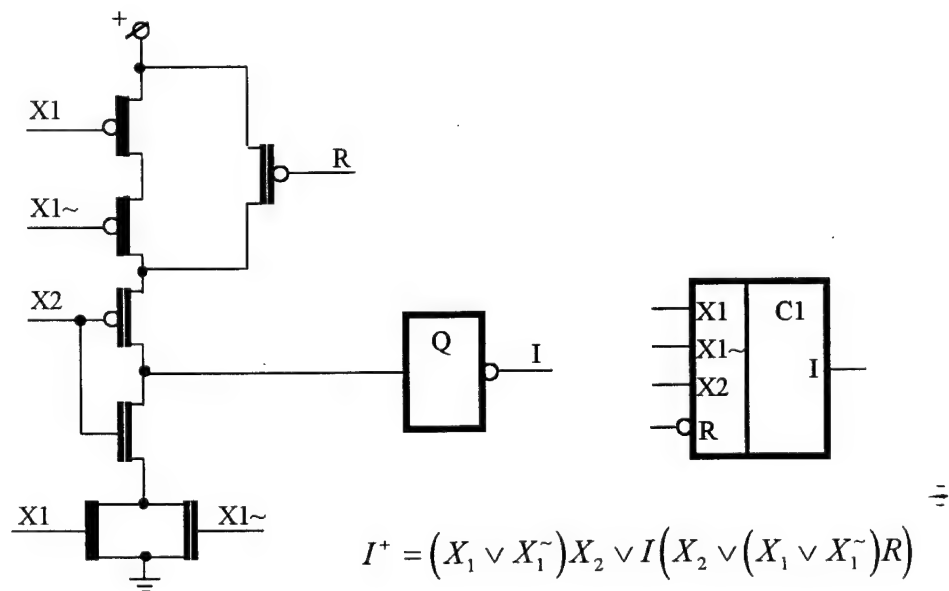 +
X1
R
X1~
X2
Q
I
X1
X1~
X2
R
C1
I
X1
X1~
I⁺ = (X₁ ∨ X₁~)X₂ ∨ I(X₂ ∨ (X₁ ∨ X₁~)R)